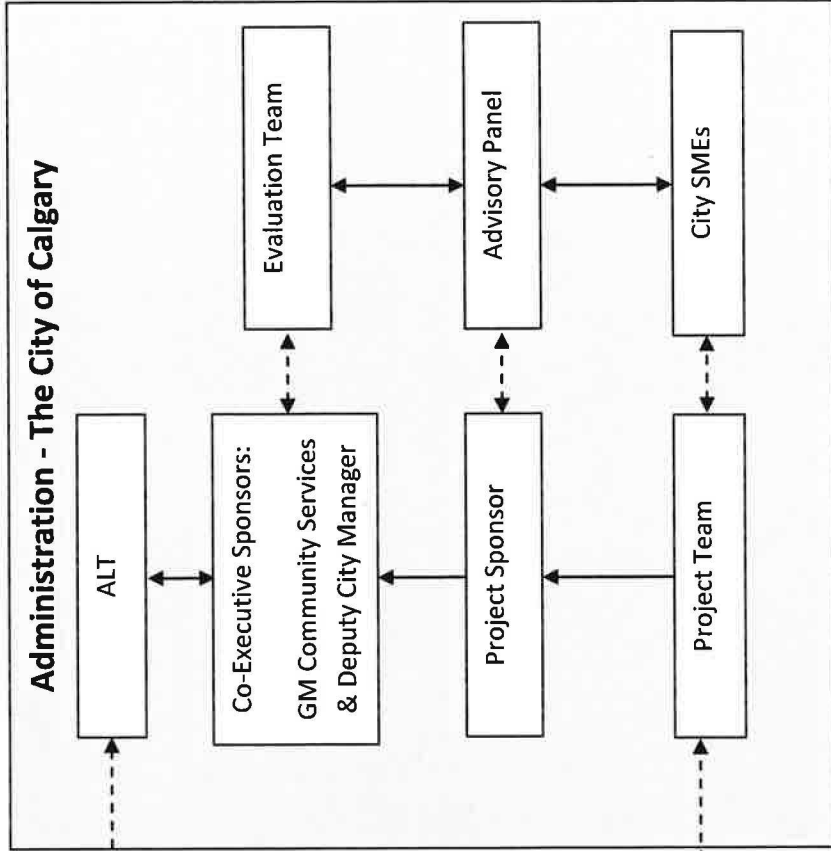 Administration - The City of Calgary
ALT
Co-Executive Sponsors:
GM Community Services
& Deputy City Manager
Evaluation Team
Project Sponsor
Advisory Panel
Project Team
City SMEs